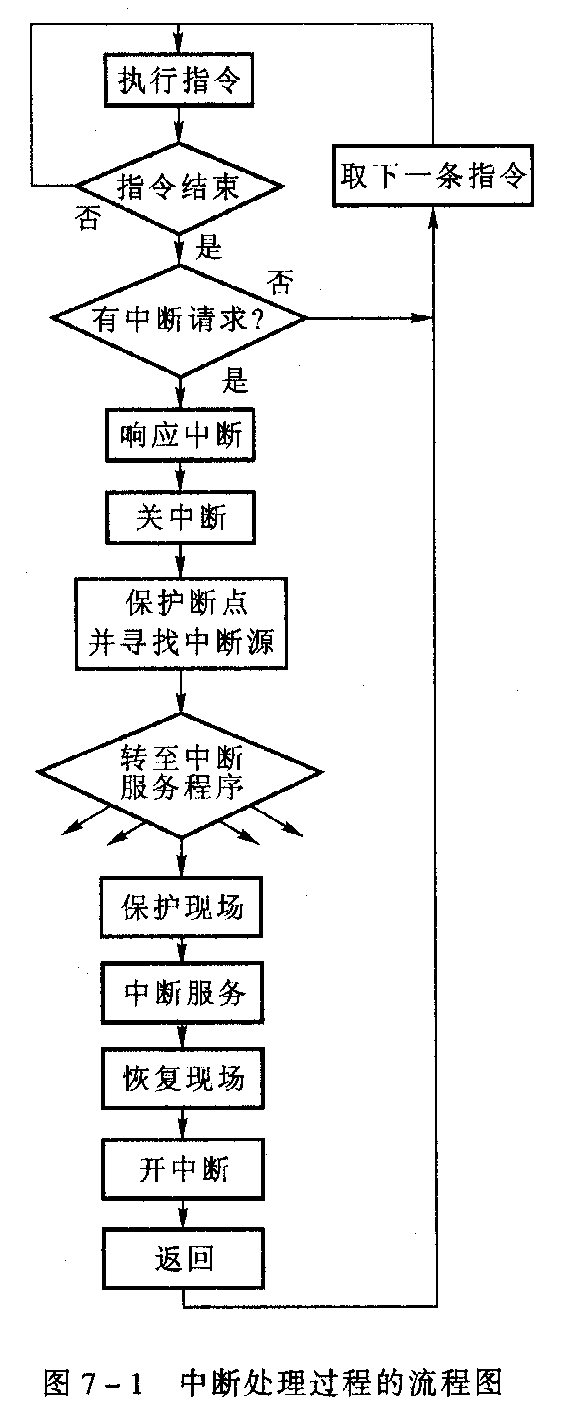 执行指令
指令结束
取下一条指令
否
是
否
有中断请求?
是
响应中断
关中断
保护断点
并寻找中断源
转至中断
服务程序
保护现场
中断服务
恢复现场
开中断
返回
图 7-1 中断处理过程的流程图